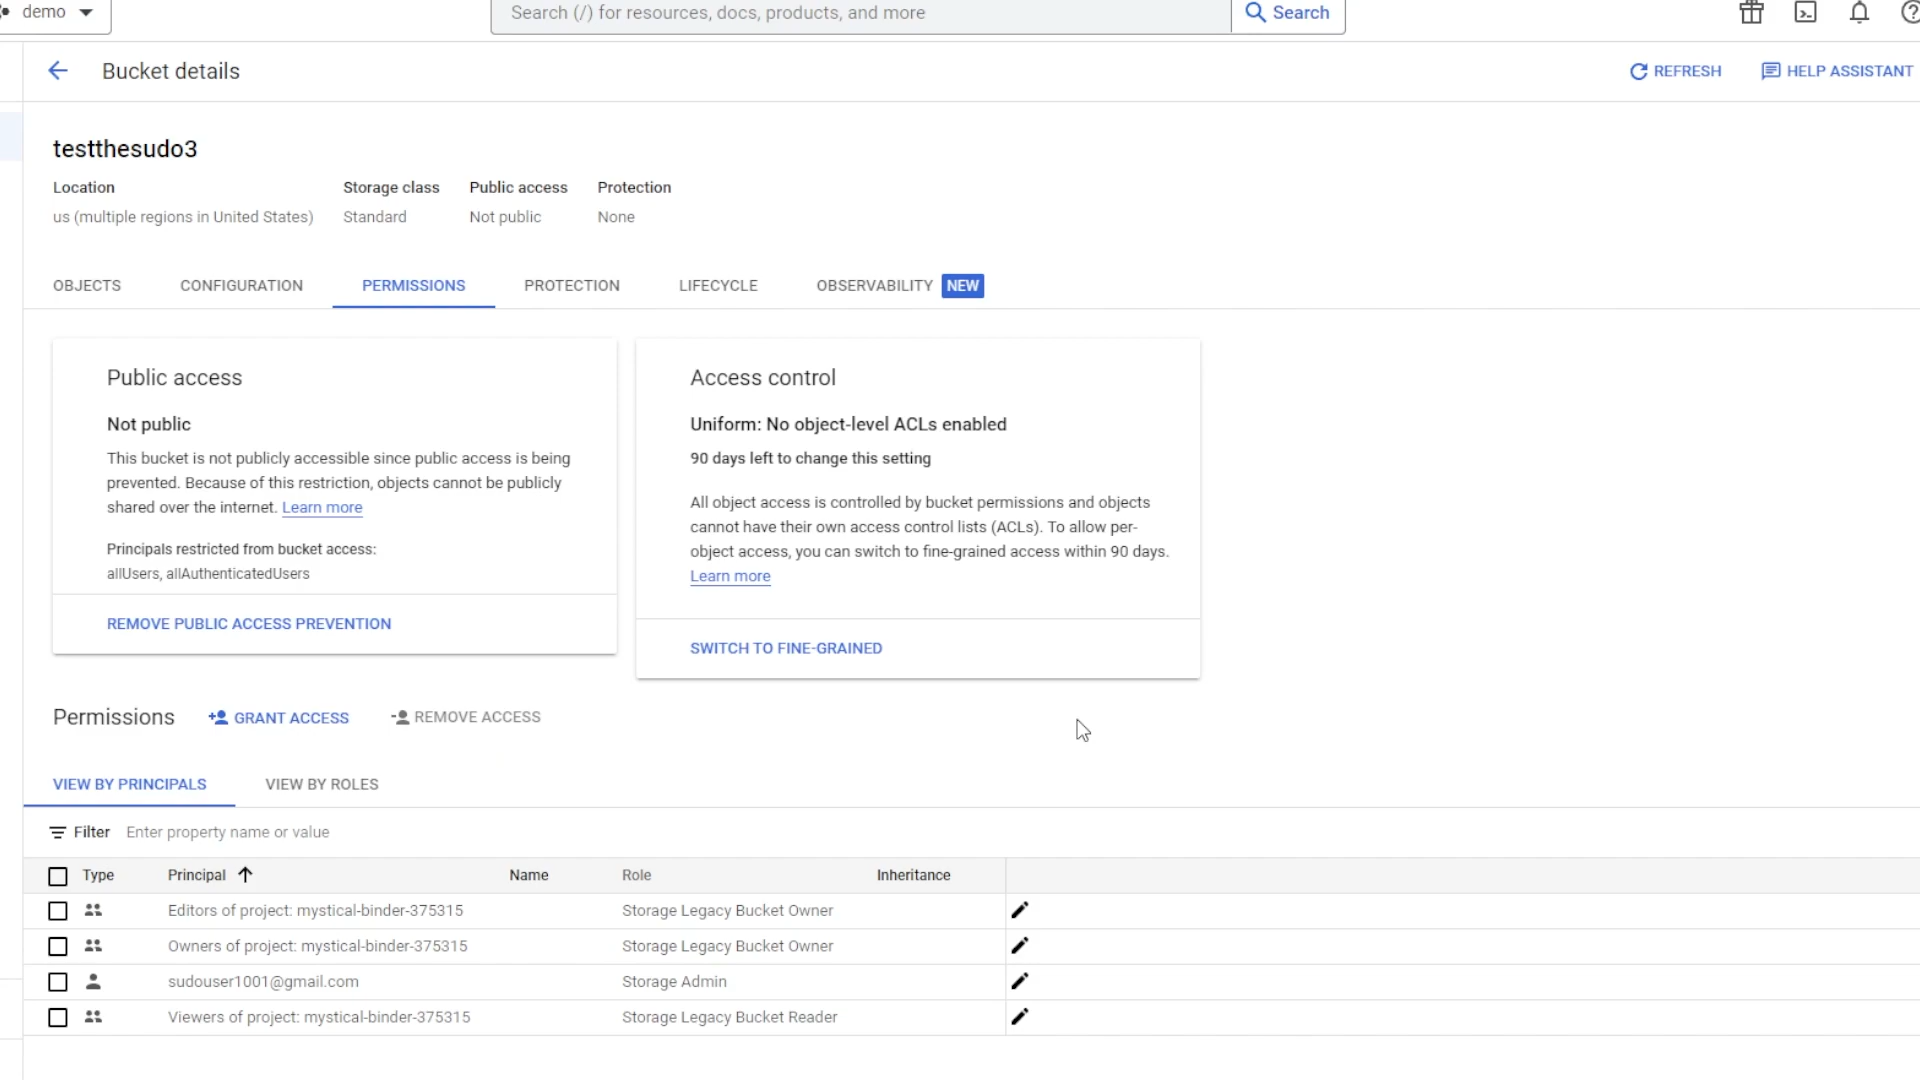 demo
Search (/) for resources, docs, products, and more
Search
Bucket details
REFRESH
HELP ASSISTANT
testthesudo3
Location
Storage class
Public access
Protection
us (multiple regions in United States)
Standard
Not public
None
OBJECTS
CONFIGURATION
PERMISSIONS
PROTECTION
LIFECYCLE
OBSERVABILITY NEW
Public access
Not public
This bucket is not publicly accessible since public access is being
prevented. Because of this restriction, objects cannot be publicly
shared over the internet. Learn more
Principals restricted from bucket access:
allUsers, allAuthenticatedUsers
REMOVE PUBLIC ACCESS PREVENTION
Access control
Uniform: No object-level ACLs enabled
90 days left to change this setting
All object access is controlled by bucket permissions and objects
cannot have their own access control lists (ACLs). To allow per-
object access, you can switch to fine-grained access within 90 days.
Learn more
SWITCH TO FINE-GRAINED
Permissions
GRANT ACCESS
REMOVE ACCESS
VIEW BY PRINCIPALS
VIEW BY ROLES
Filter
Enter property name or value
Type
Principal
Name
Role
Inheritance
Editors of project: mystical-binder-375315
Storage Legacy Bucket Owner
Owners of project: mystical-binder-375315
Storage Legacy Bucket Owner
sudouser1001@gmail.com
Storage Admin
Viewers of project: mystical-binder-375315
Storage Legacy Bucket Reader